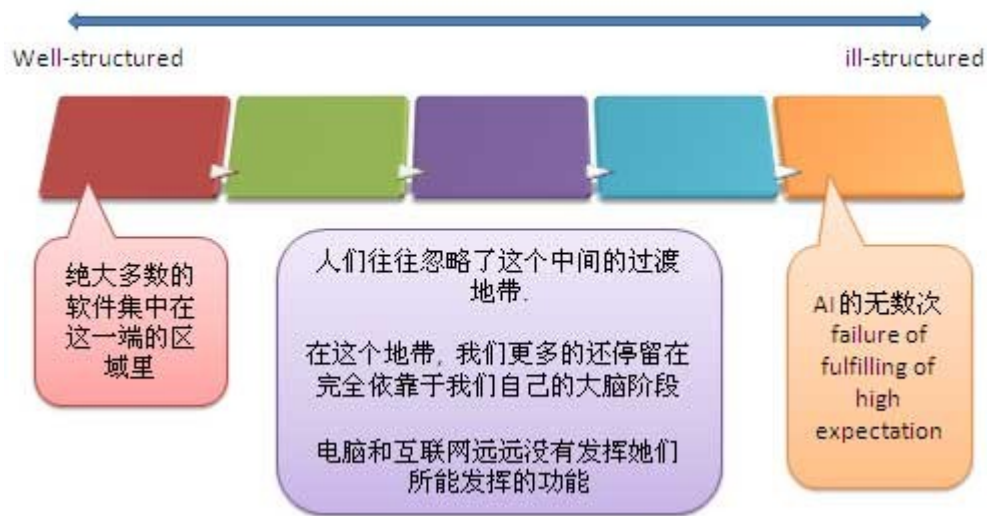 Well-structured
ill-structured
绝大多数的
软件集中在
这一端的区
域里
人们往往忽略了这个中间的过渡
地带.
在这个地带, 我们更多的还停留在
完全依靠于我们自己的大脑阶段
电脑和互联网远远没有发挥她们
所能发挥的功能
AI 的无数次
failure of
fulfilling of
high
expectation